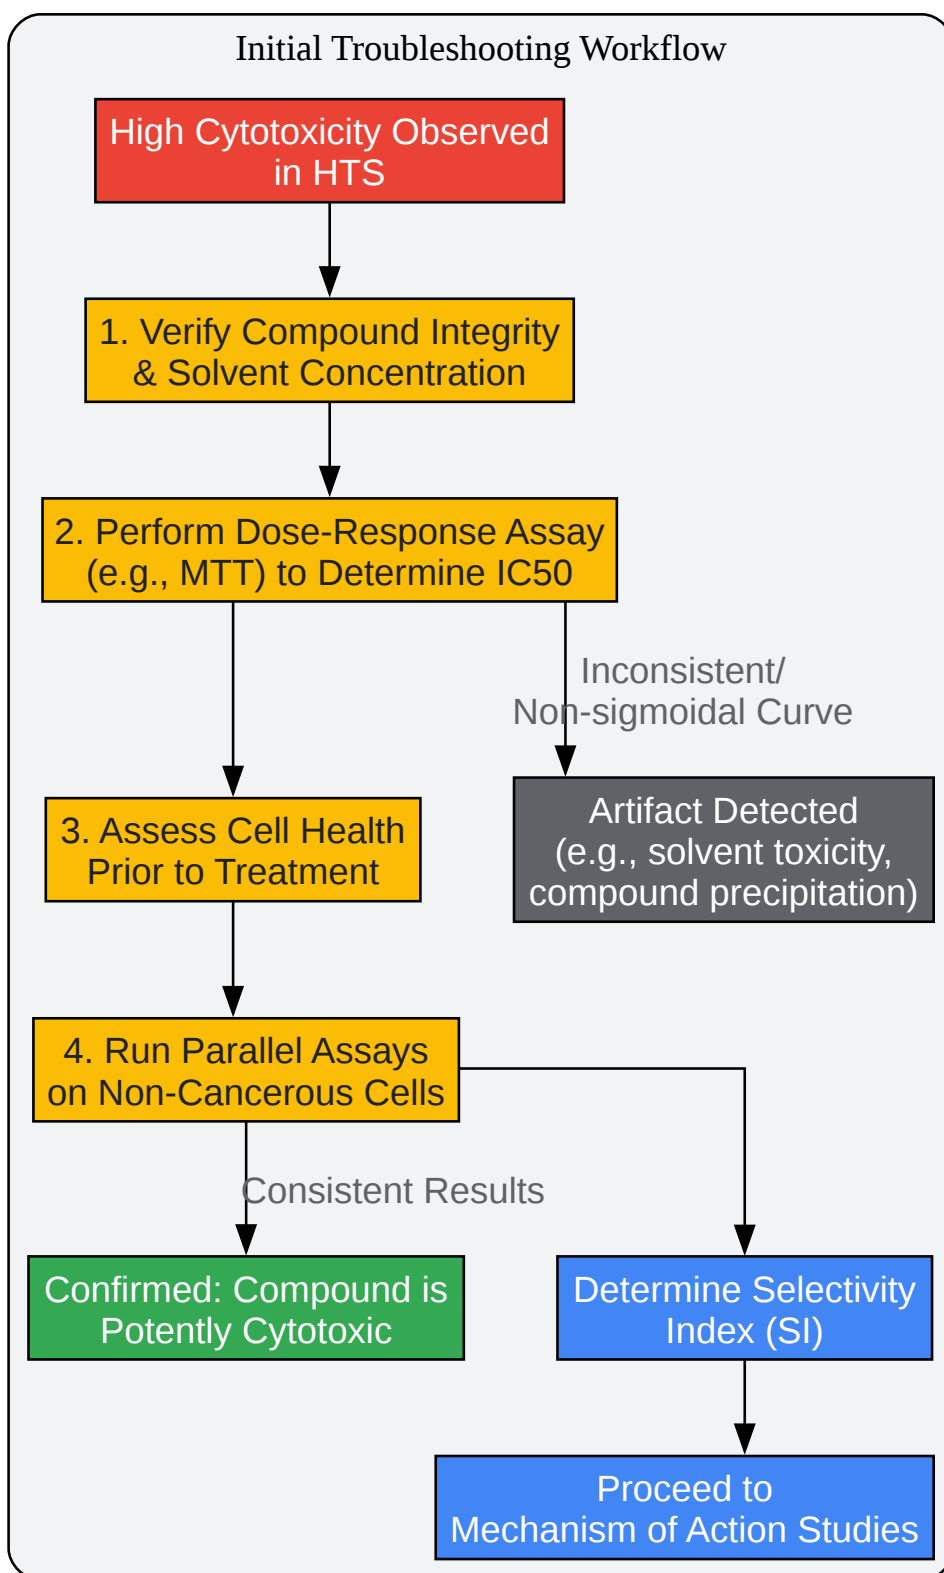 Initial Troubleshooting Workflow
High Cytotoxicity Observed
in HTS
1. Verify Compound Integrity
& Solvent Concentration
2. Perform Dose-Response Assay
(e.g., MTT) to Determine IC50
Inconsistent/
Non-sigmoidal Curve
3. Assess Cell Health
Prior to Treatment
Artifact Detected
(e.g., solvent toxicity,
compound precipitation)
4. Run Parallel Assays
on Non-Cancerous Cells
Consistent Results
Confirmed: Compound is
Potently Cytotoxic
Determine Selectivity
Index (SI)
Proceed to
Mechanism of Action Studies